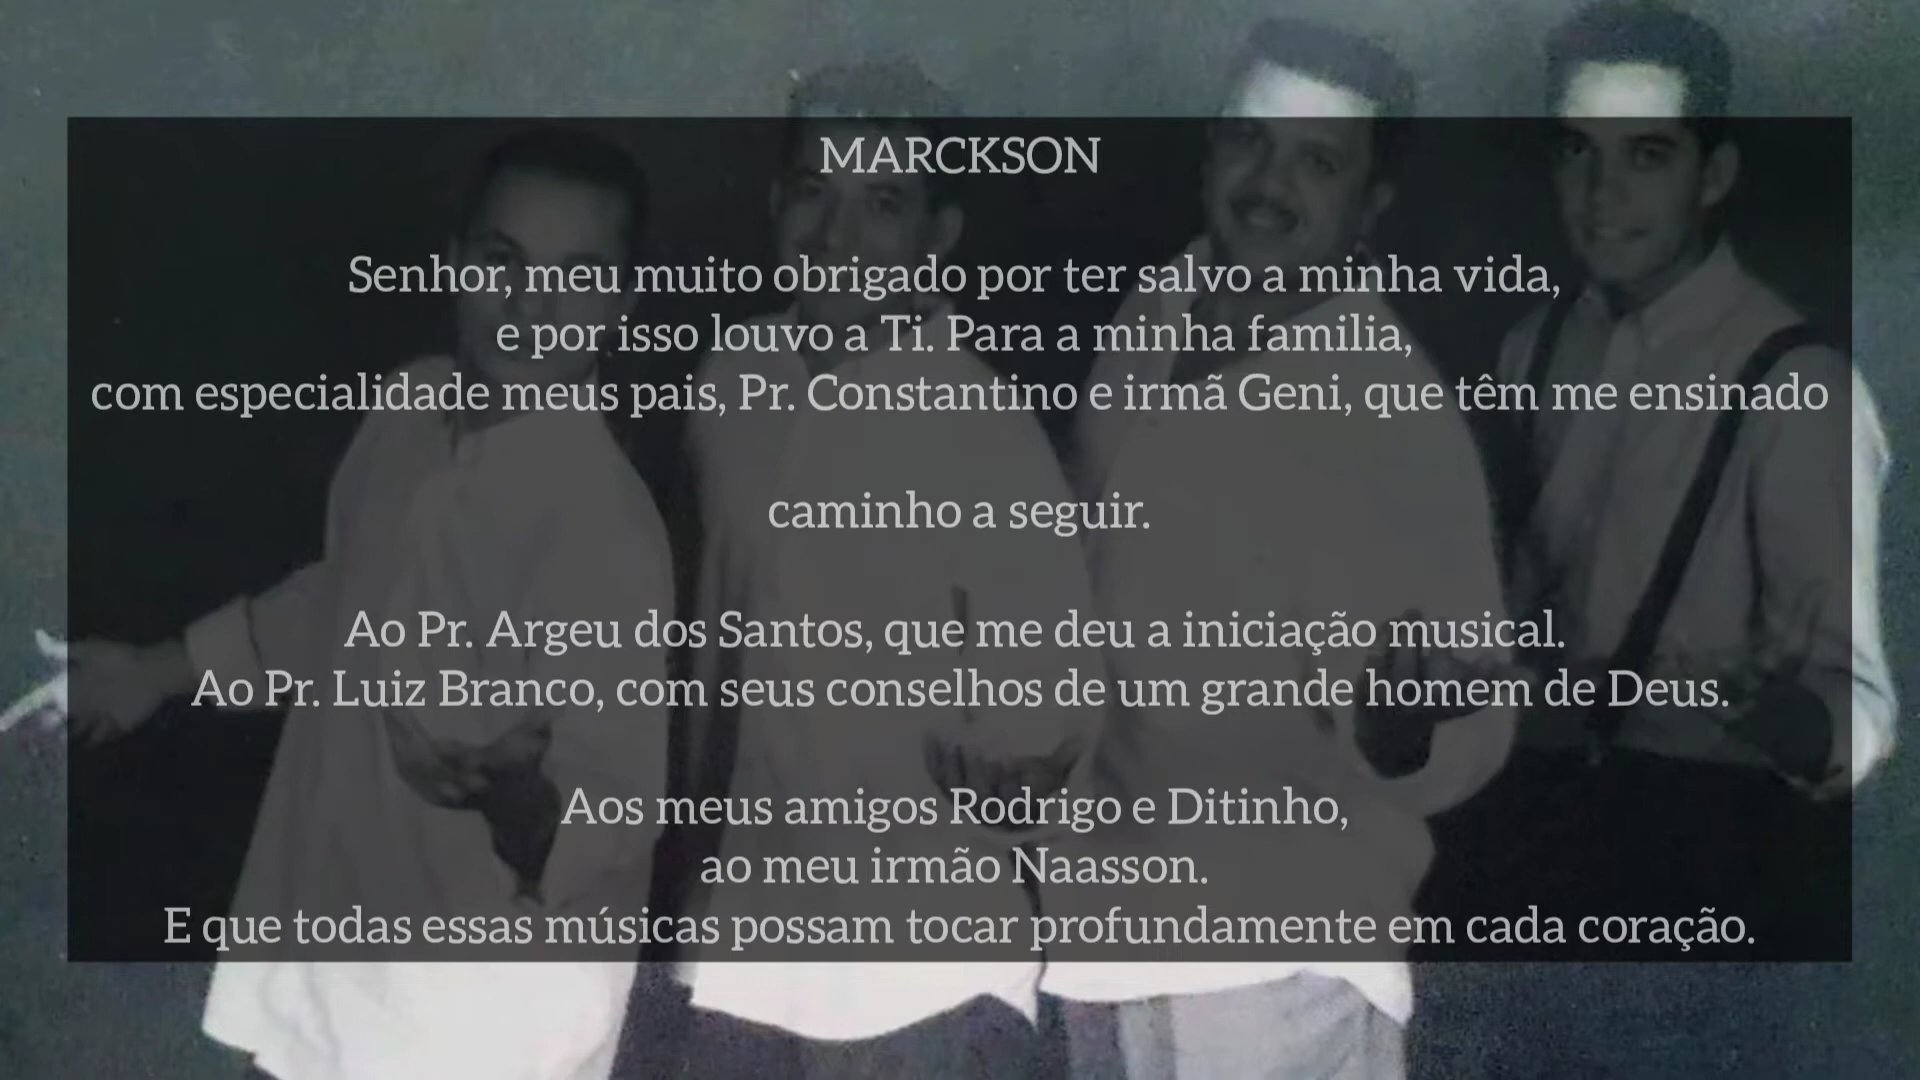 MARCKSON
Senhor, meu muito obrigado por ter salvo a minha vida,
e por isso louvo a Ti. Para a minha familia,
com especialidade meus pais, Pr. Constantino e irmã Geni, que têm me ensinado
caminho a seguir.
Ao Pr. Argeu dos Santos, que me deu a iniciação musical.
Ao Pr. Luiz Branco, com seus conselhos de um grande homem de Deus.
Aos meus amigos Rodrigo e Ditinho,
ao meu irmão Naasson.
E que todas essas músicas possam tocar profundamente em cada coração.